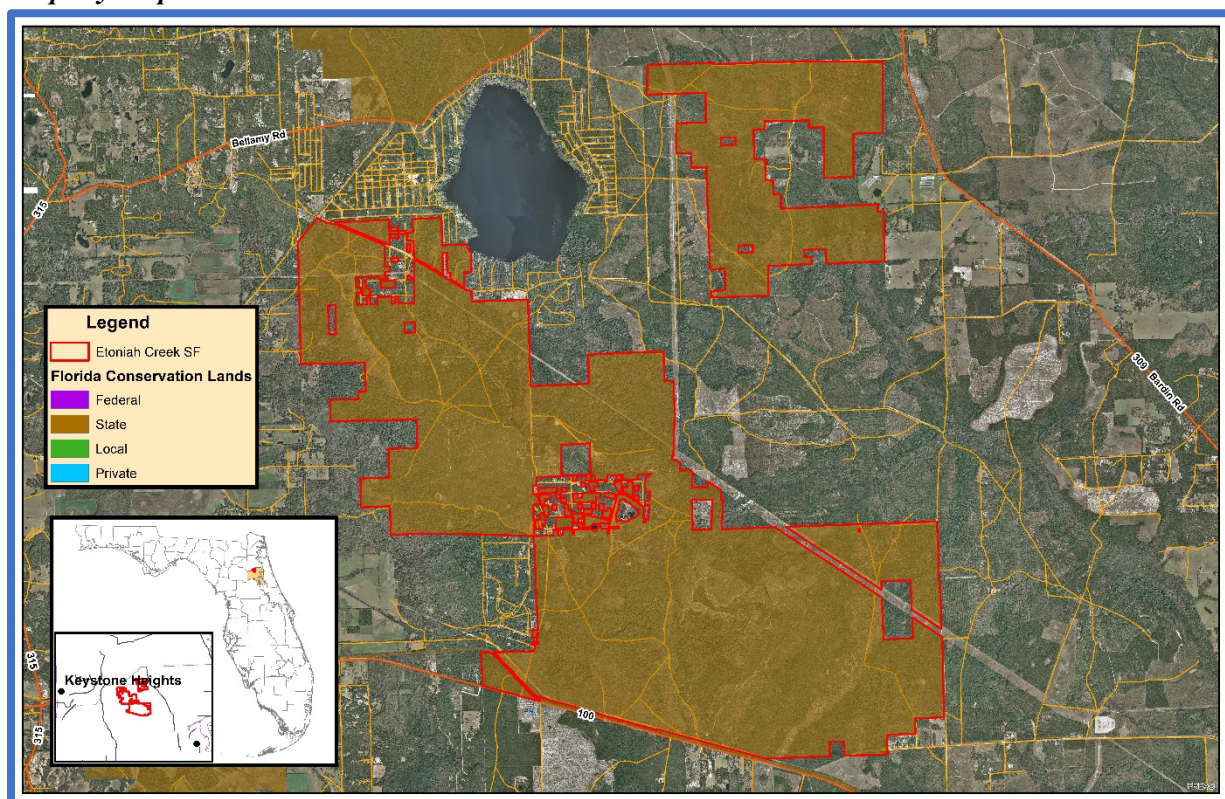 Bellamy Rd
315
Legend
Etoniah Creek SF
Florida Conservation Lands
Federal
State
Local
Private
309 Bardin Rd
Keystone Heights
315
315
100